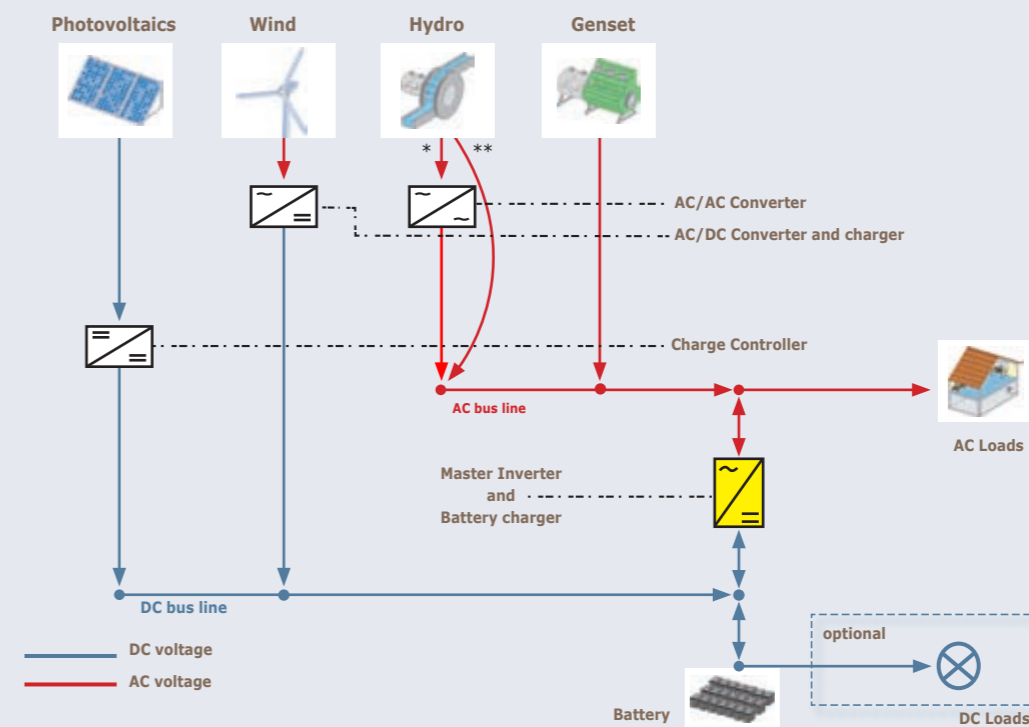 Photovoltaics
Wind
Hydro
Genset
*
**
AC/AC Converter
AC/DC Converter and charger
Charge Controller
AC bus line
AC Loads
Master Inverter
and
Battery charger
DC bus line
optional
DC voltage
AC voltage
Battery
DC Loads